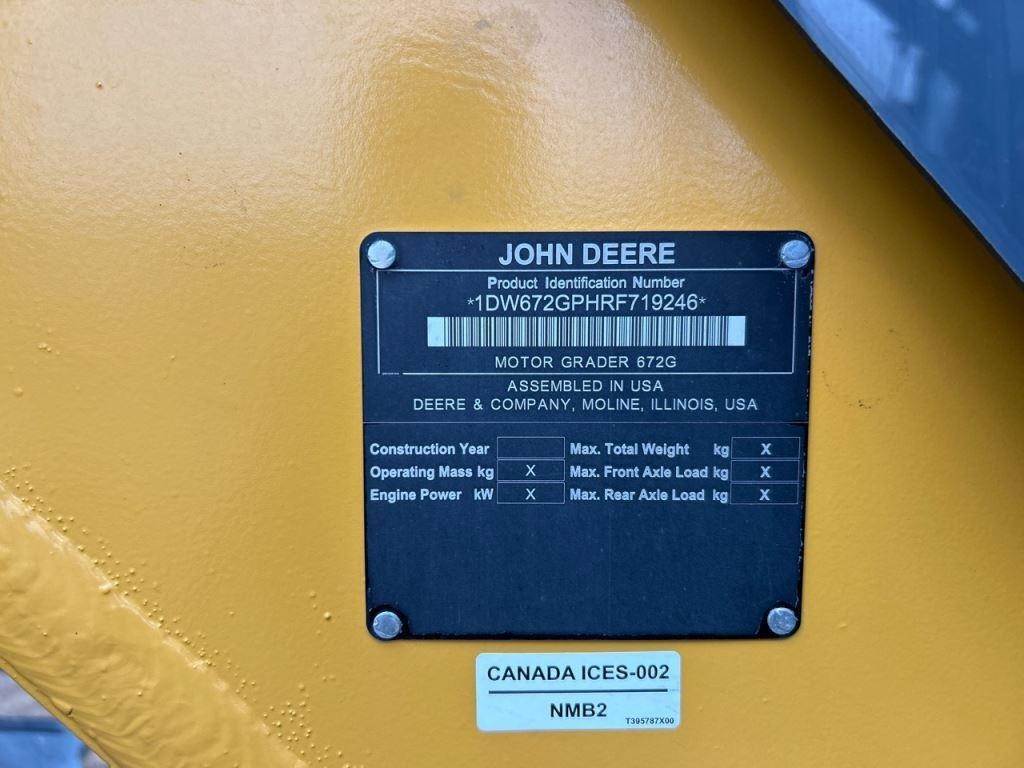 JOHN DEERE
Product Identification Number
*1DW672GPHRF719246*
MOTOR GRADER 672G
ASSEMBLED IN USA
DEERE & COMPANY, MOLINE, ILLINOIS, USA
Construction Year Max. Total Weight kg X
Operating Mass kg X Max. Front Axle Load kg X
Engine Power kW X Max. Rear Axle Load kg X
CANADA ICES-002
NMB2
T395787X00